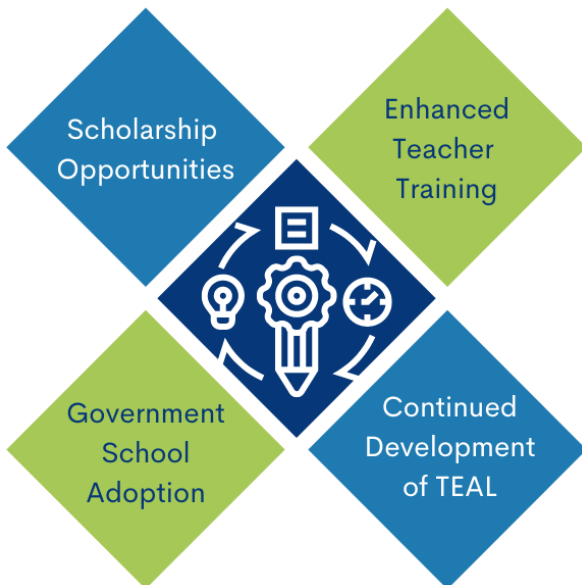 Scholarship
Opportunities
Enhanced
Teacher
Training
Government
School
Adoption
Continued
Development
of TEAL